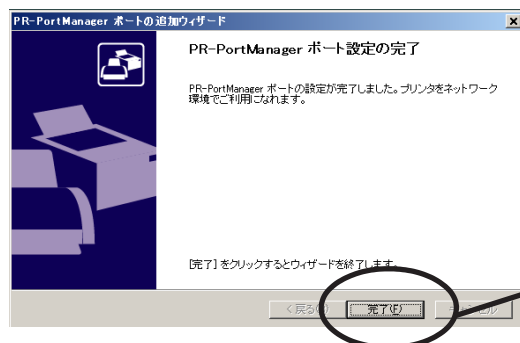 PR-PortManager ポートの追加ウィザード
PR-PortManager ポート設定の完了
PR-PortManager ポートの設定が完了しました。プリンタをネットワーク
環境でご利用になれます。
[完了] をクリックするとウィザードを終了します。
< 戻る
完了(F)